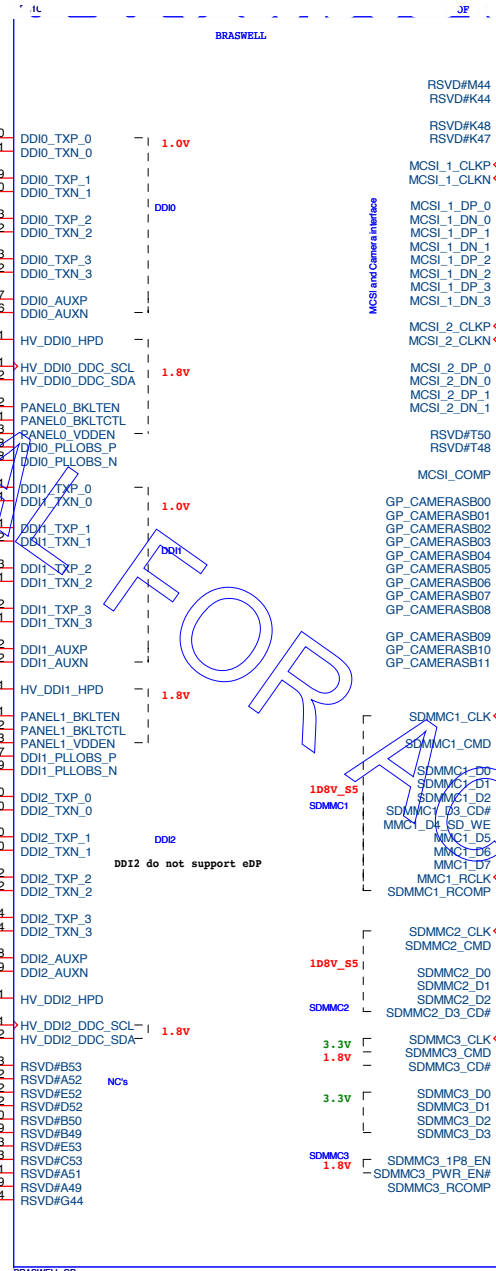 BRASWELL
DDI0_TXP_0
DDI0_TXN_0
1.0V
DDI0_TXP_1
DDI0_TXN_1
DDI0
DDI0_TXP_2
DDI0_TXN_2
DDI0_TXP_3
DDI0_TXN_3
DDI0_AUXP
DDI0_AUXN
HV_DDI0_HPD
HV_DDI0_DDC_SCL
HV_DDI0_DDC_SDA
1.8V
PANEL0_BKLTEN
PANEL0_BKLTCTL
PANEL0_VDDEN
DDI0_PLLOBS_P
DDI0_PLLOBS_N
DDI1_TXP_0
DDI1_TXN_0
1.0V
DDI1_TXP_1
DDI1_TXN_1
DDI1
DDI1_TXP_2
DDI1_TXN_2
DDI1_TXP_3
DDI1_TXN_3
DDI1_AUXP
DDI1_AUXN
HV_DDI1_HPD
1.8V
PANEL1_BKLTEN
PANEL1_BKLTCTL
PANEL1_VDDEN
DDI1_PLLOBS_P
DDI1_PLLOBS_N
DDI2_TXP_0
DDI2_TXN_0
DDI2_TXP_1
DDI2_TXN_1
DDI2
DDI2 do not support eDP
DDI2_TXP_2
DDI2_TXN_2
DDI2_TXP_3
DDI2_TXN_3
DDI2_AUXP
DDI2_AUXN
HV_DDI2_HPD
HV_DDI2_DDC_SCL
HV_DDI2_DDC_SDA
1.8V
RSVD#B53
RSVD#A52
RSVD#E52
RSVD#D52
RSVD#B50
RSVD#B49
RSVD#E53
RSVD#C53
RSVD#A51
RSVD#A49
RSVD#G44
NC's
RSVD#M44
RSVD#K44
RSVD#K48
RSVD#K47
MCSI_1_CLKP
MCSI_1_CLKN
MCSI_1_DP_0
MCSI_1_DN_0
MCSI_1_DP_1
MCSI_1_DN_1
MCSI_1_DP_2
MCSI_1_DN_2
MCSI_1_DP_3
MCSI_1_DN_3
MCSI and Camera interface
MCSI_2_CLKP
MCSI_2_CLKN
MCSI_2_DP_0
MCSI_2_DN_0
MCSI_2_DP_1
MCSI_2_DN_1
RSVD#T50
RSVD#T48
MCSI_COMP
GP_CAMERASB00
GP_CAMERASB01
GP_CAMERASB02
GP_CAMERASB03
GP_CAMERASB04
GP_CAMERASB05
GP_CAMERASB06
GP_CAMERASB07
GP_CAMERASB08
GP_CAMERASB09
GP_CAMERASB10
GP_CAMERASB11
SDMMC1_CLK
SDMMC1_CMD
SDMMC1_D0
SDMMC1_D1
SDMMC1_D2
SDMMC1_D3_CD#
MMC1_D4_SD_WE
MMC1_D5
MMC1_D6
MMC1_D7
MMC1_RCLK
SDMMC1_RCOMP
1D8V_S5
SDMMC1
SDMMC2_CLK
SDMMC2_CMD
SDMMC2_D0
SDMMC2_D1
SDMMC2_D2
SDMMC2_D3_CD#
1D8V_S5
SDMMC2
SDMMC3_CLK
SDMMC3_CMD
SDMMC3_CD#
3.3V
1.8V
SDMMC3_D0
SDMMC3_D1
SDMMC3_D2
SDMMC3_D3
3.3V
SDMMC3
1.8V
SDMMC3_1P8_EN
SDMMC3_PWR_EN#
SDMMC3_RCOMP
FOR